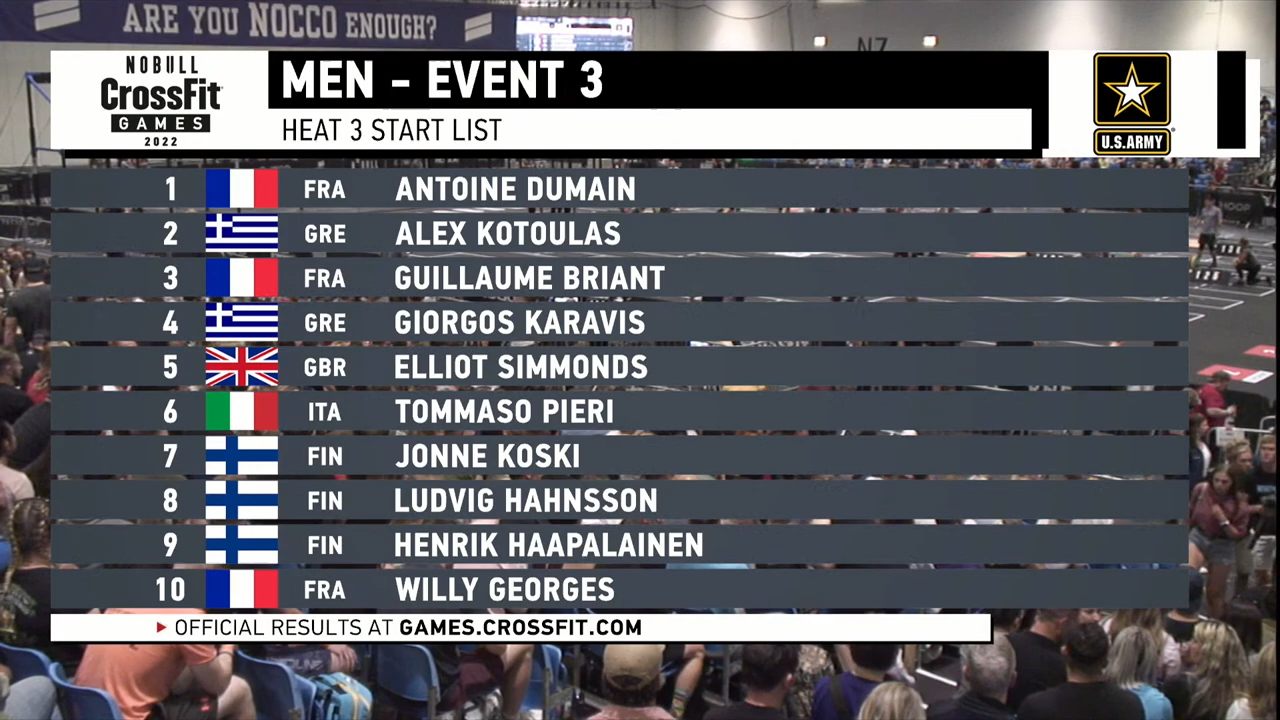 ARE YOU NOCCO ENOUGH?
NZ
NOBULL
CrossFit
GAMES
2022
MEN - EVENT 3
HEAT 3 START LIST
U.S.ARMY
1 FRA ANTOINE DUMAIN
2 GRE ALEX KOTOULAS
3 FRA GUILLAUME BRIANT
4 GRE GIORGOS KARAVIS
5 GBR ELLIOT SIMMONDS
6 ITA TOMMASO PIERI
7 FIN JONNE KOSKI
8 FIN LUDVIG HAHNSSON
9 FIN HENRIK HAAPALAINEN
10 FRA WILLY GEORGES
OFFICIAL RESULTS AT GAMES.CROSSFIT.COM